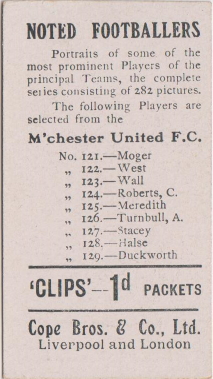 NOTED FOOTBALLERS
Portraits of some of the
most prominent Players of the
principal Teams, the complete
series consisting of 282 pictures.
The following Players are
selected from the
M'chester United F.C.
No. 121.—Moger
„ 122.—West
„ 123.—Wall
„ 124.—Roberts, C.
„ 125.—Meredith
„ 126.—Turnbull, A.
„ 127.—Stacey
„ 128.—Halse
„ 129.—Duckworth
'CLIPS'—1d PACKETS
Cope Bros. & Co., Ltd.
Liverpool and London